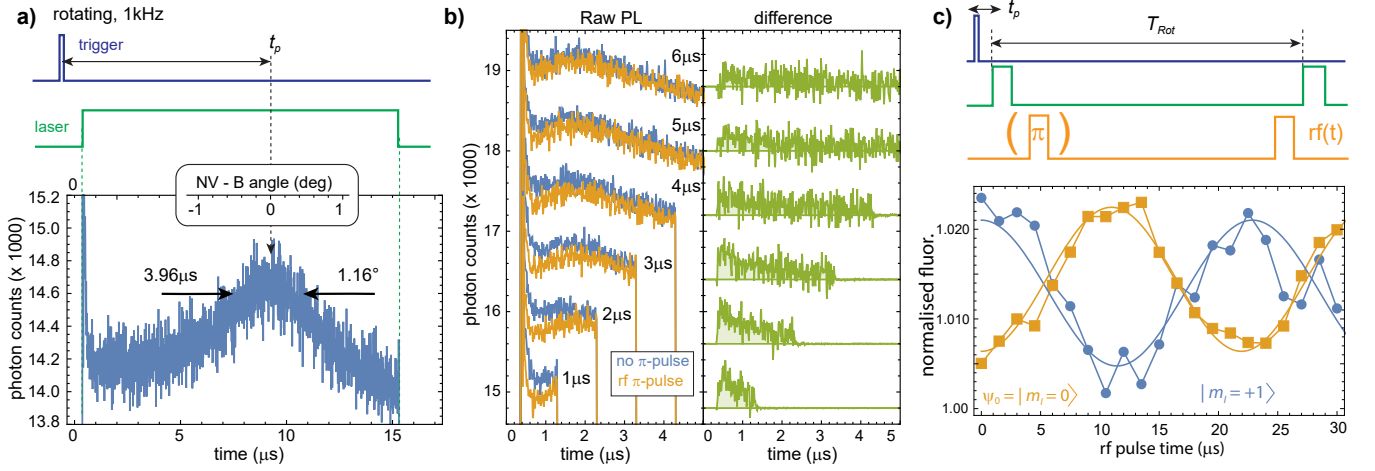 a)
rotating, 1kHz
trigger
t_p
laser
0
NV - B angle (deg)
-1 0 1
3.96μs
1.16°
photon counts (x 1000)
15.2
15.0
14.8
14.6
14.4
14.2
14.0
13.8
0 5 10 15
time (μs)
b)
Raw PL
difference
photon counts (x 1000)
19
18
17
16
15
6μs
5μs
4μs
3μs
2μs
1μs
no π-pulse
rf π-pulse
0 1 2 3 4 5
time (μs)
0 1 2 3 4 5
time (μs)
c)
t_p
T_Rot
( π )
rf(t)
normalised fluor.
1.020
1.010
1.00
ψ₀=| m_I = 0⟩
| m_I = +1⟩
0 5 10 15 20 25 30
rf pulse time (μs)